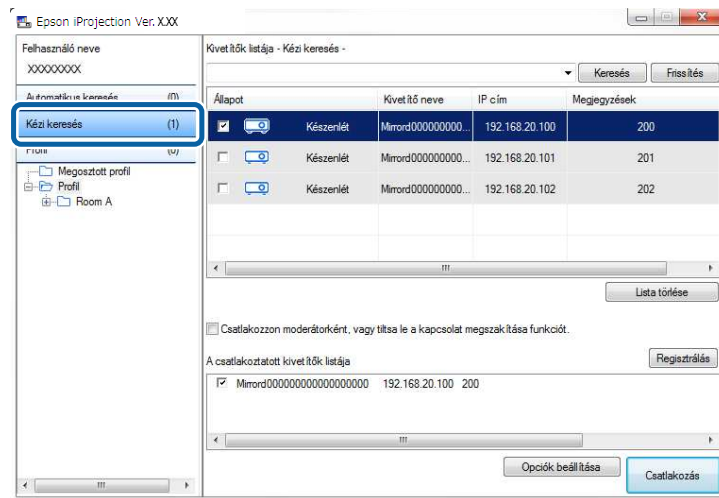 Epson iProjection Ver. X.XX
Felhasználó neve
XXXXXXXX
Automatikus keresés (0)
Kézi keresés (1)
Profil (0)
Megosztott profil
Profil
Room A
Kivetítők listája - Kézi keresés -
Keresés Frissítés
Állapot Kivetítő neve IP cím Megjegyzések
Készenlét Mirrord000000000... 192.168.20.100 200
Készenlét Mirrord000000000... 192.168.20.101 201
Készenlét Mirrord000000000... 192.168.20.102 202
Lista törlése
Csatlakozzon moderátorként, vagy tiltsa le a kapcsolat megszakítása funkciót.
A csatlakoztatott kivetítők listája Regisztrálás
Mirrord000000000000000000 192.168.20.100 200
Opciók beállítása Csatlakozás